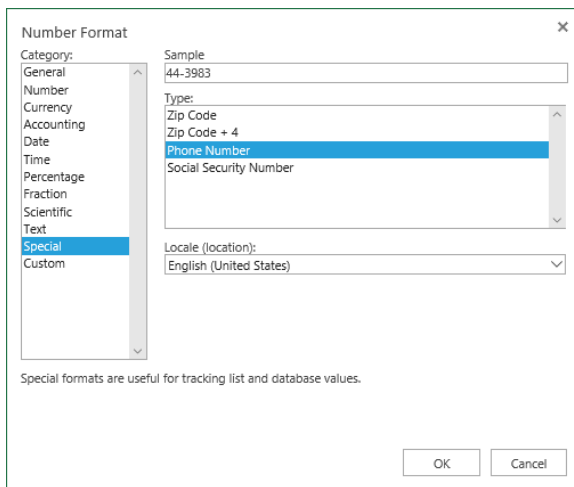 Number Format
Category:
General
Number
Currency
Accounting
Date
Time
Percentage
Fraction
Scientific
Text
Special
Custom
Sample
44-3983
Type:
Zip Code
Zip Code + 4
Phone Number
Social Security Number
Locale (location):
English (United States)
Special formats are useful for tracking list and database values.
OK
Cancel